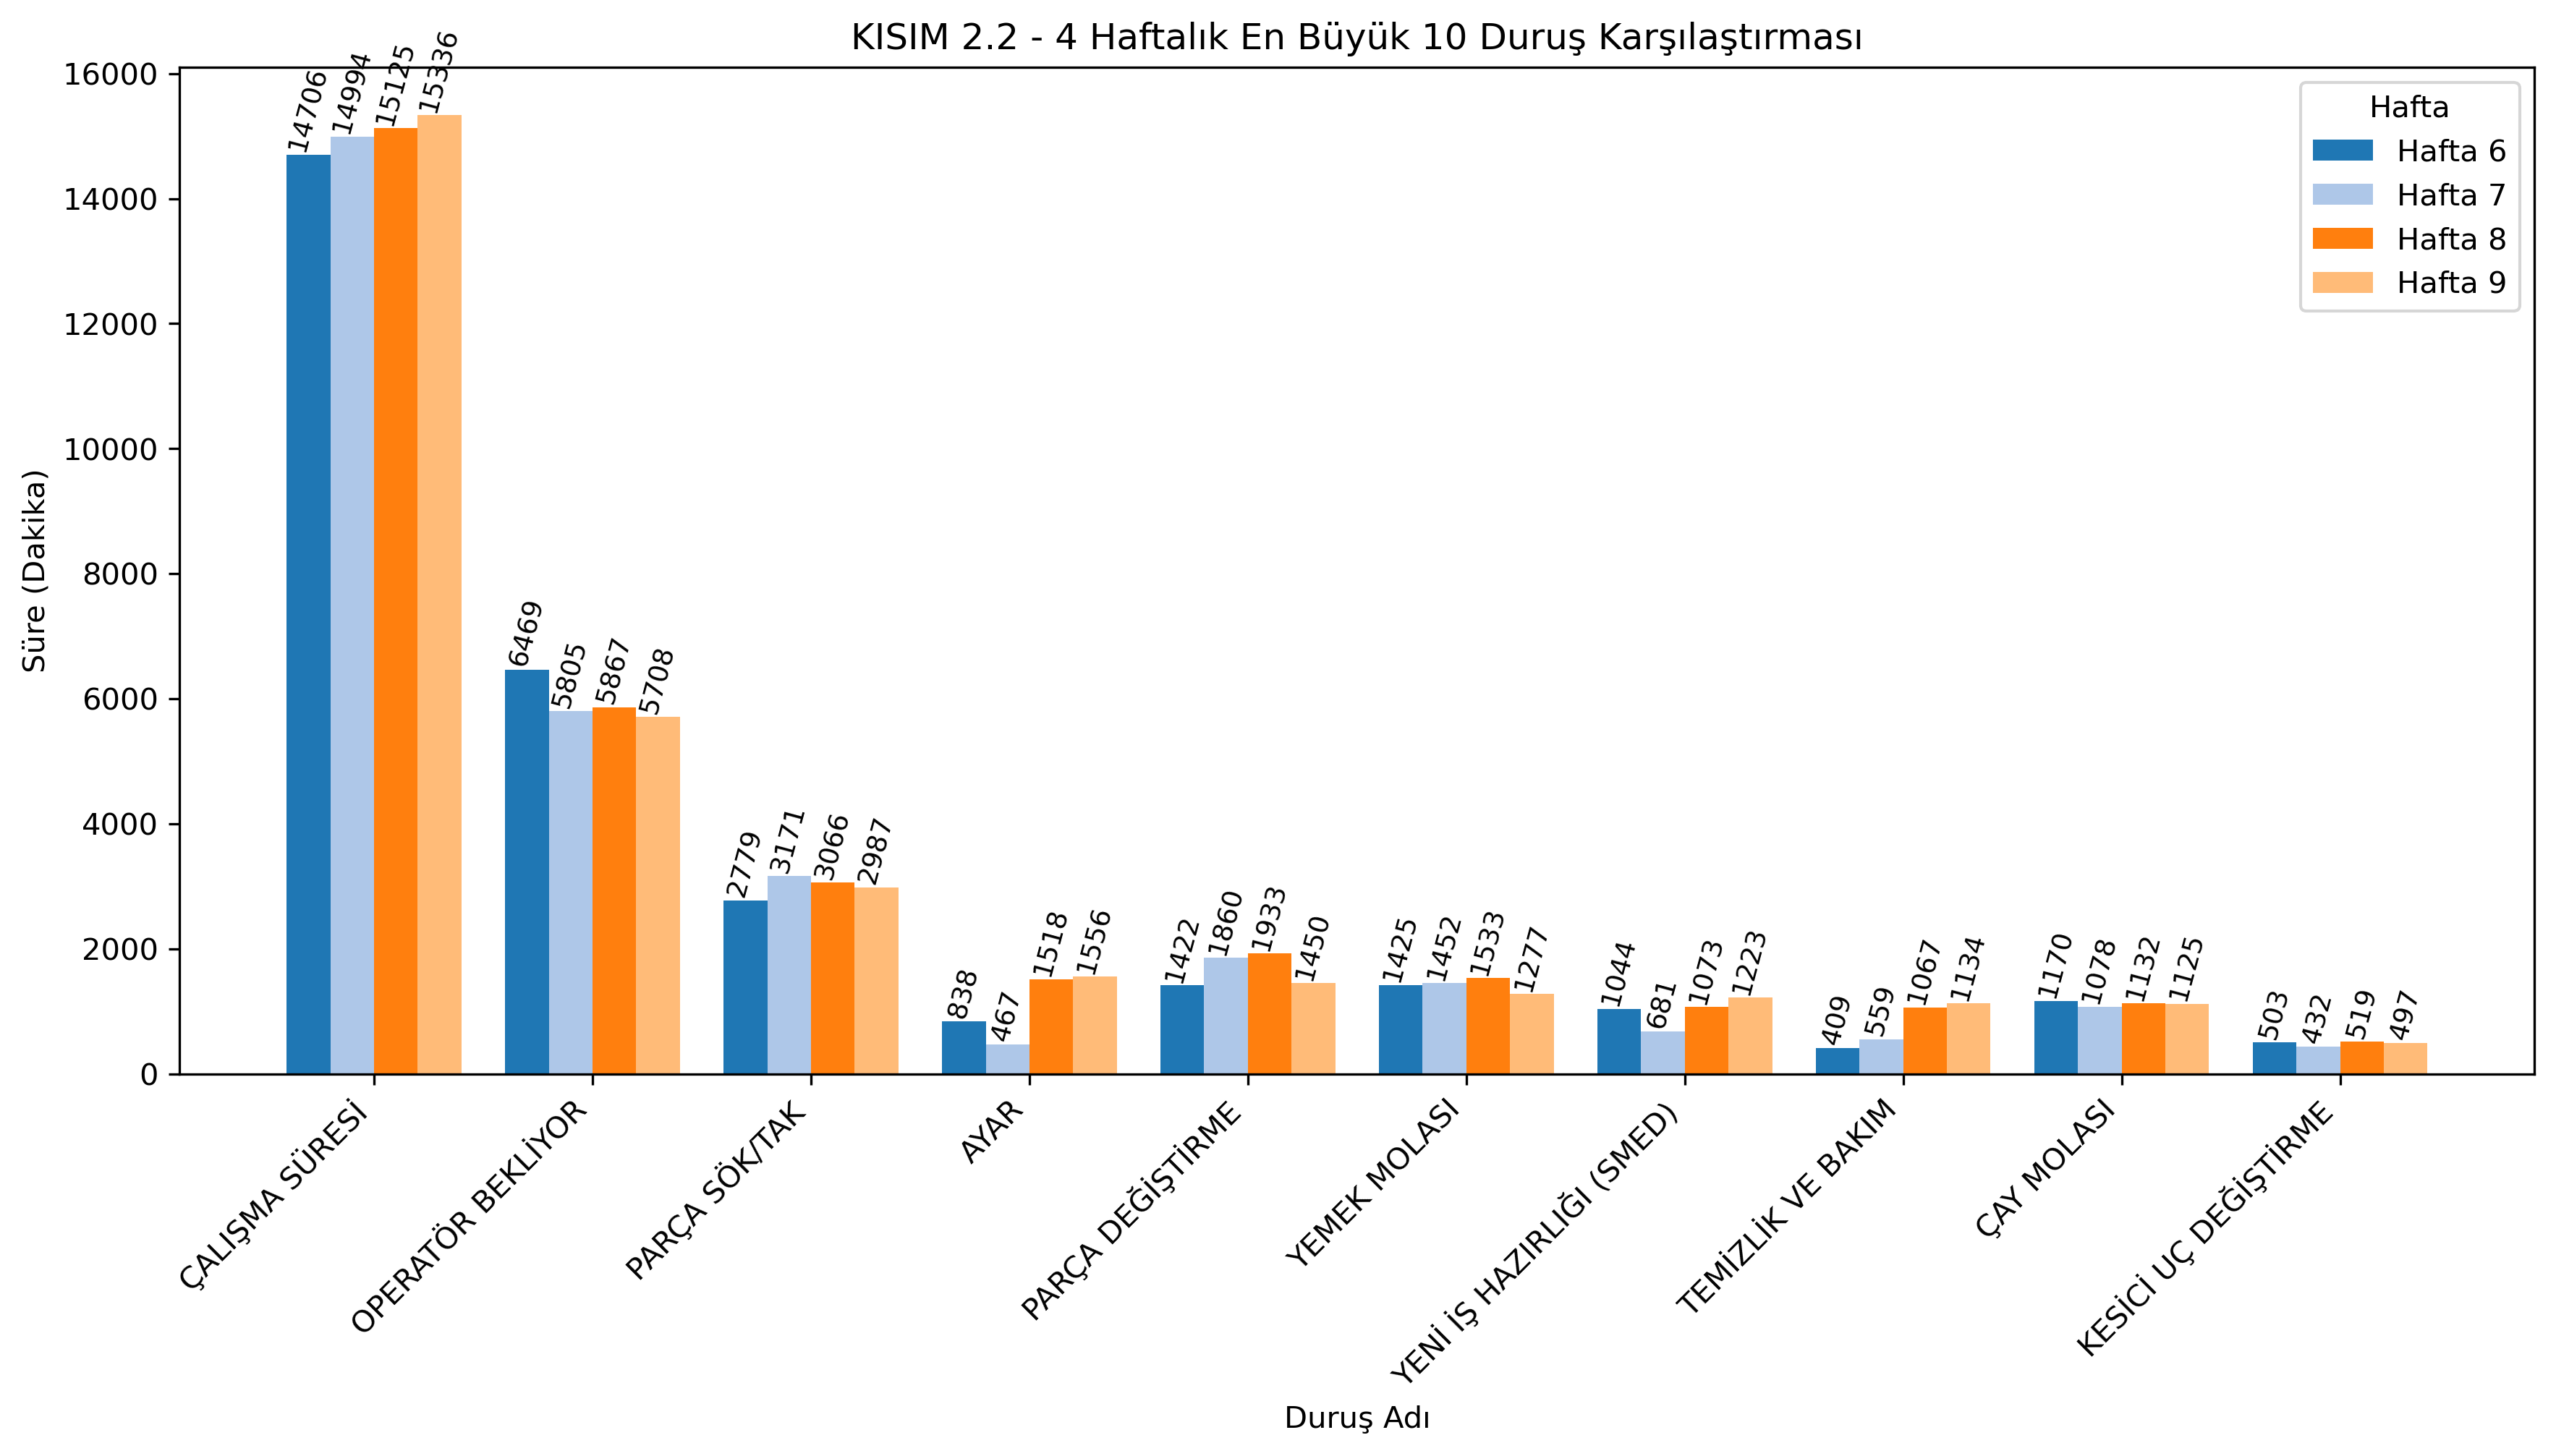 KISIM 2.2 - 4 Haftalık En Büyük 10 Duruş Karşılaştırması
Süre (Dakika)
16000
14000
12000
10000
8000
6000
4000
2000
0
Hafta
Hafta 6
Hafta 7
Hafta 8
Hafta 9
14706 14994 15125 15336
6469 5805 5867 5708
2779 3171 3066 2987
838 467 1518 1556
1422 1860 1933 1450
1425 1452 1533 1277
1044 681 1073 1223
409 559 1067 1134
1170 1078 1132 1125
503 432 519 497
ÇALIŞMA SÜRESİ
OPERATÖR BEKLİYOR
PARÇA SÖK/TAK
AYAR
PARÇA DEĞİŞTİRME
YEMEK MOLASI
YENİ İŞ HAZIRLIĞI (SMED)
TEMİZLİK VE BAKIM
ÇAY MOLASI
KESİCİ UÇ DEĞİŞTİRME
Duruş Adı